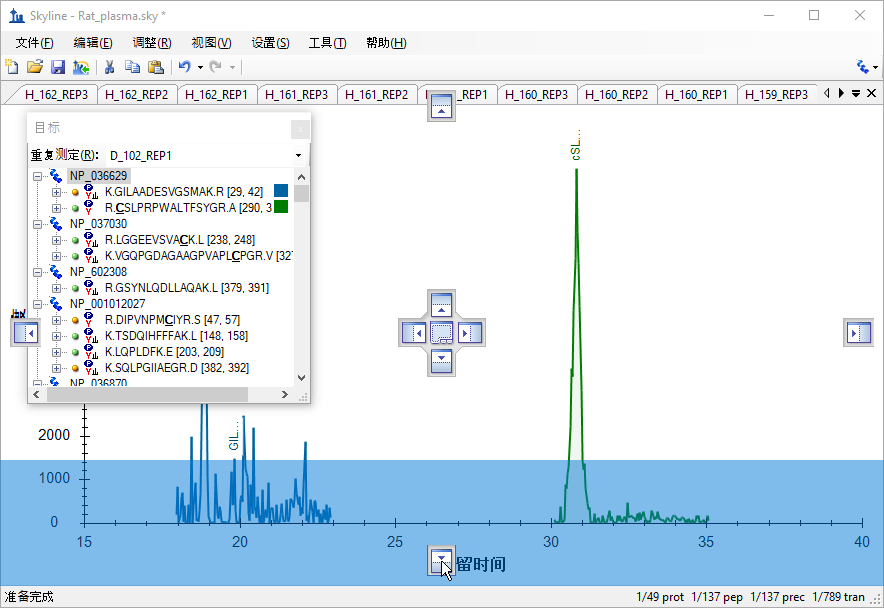 Skyline - Rat_plasma.sky *
文件(F) 编辑(E) 调整(R) 视图(V) 设置(S) 工具(T) 帮助(H)
H_162_REP3 H_162_REP2 H_162_REP1 H_161_REP3 H_161_REP2 _REP1 H_160_REP3 H_160_REP2 H_160_REP1 H_159_REP3
目标
重复测定(R): D_102_REP1
NP_036629
K.GILAADESVGSMAK.R [29, 42]
R.CSLPRPWALTFSYGR.A [290, 3
NP_037030
R.LGGEEVSVACK.L [238, 248]
K.VGQPGDAGAAGPVAPLCPGR.V [327
NP_602308
R.GSYNLQDLLAQAK.L [379, 391]
NP_001012027
R.DIPVNPMCIYR.S [47, 57]
K.TSDQIHFFFAK.L [148, 158]
K.LQPLDFK.E [203, 209]
K.SQLPGIIAEGR.D [382, 392]
NP_036870
cSL...
GIL...
2000
1000
0
15 20 25 30 35 40
留时间
准备完成 1/49 prot 1/137 pep 1/137 prec 1/789 tran